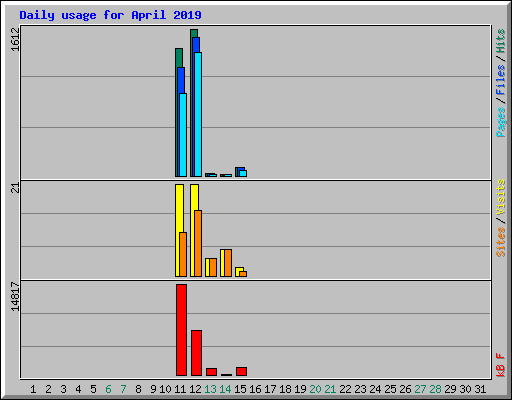 Daily usage for April 2019
1612
Pages / Files / Hits
21
Sites / Visits
14817
kB F
1 2 3 4 5 6 7 8 9 10 11 12 13 14 15 16 17 18 19 20 21 22 23 24 25 26 27 28 29 30 31